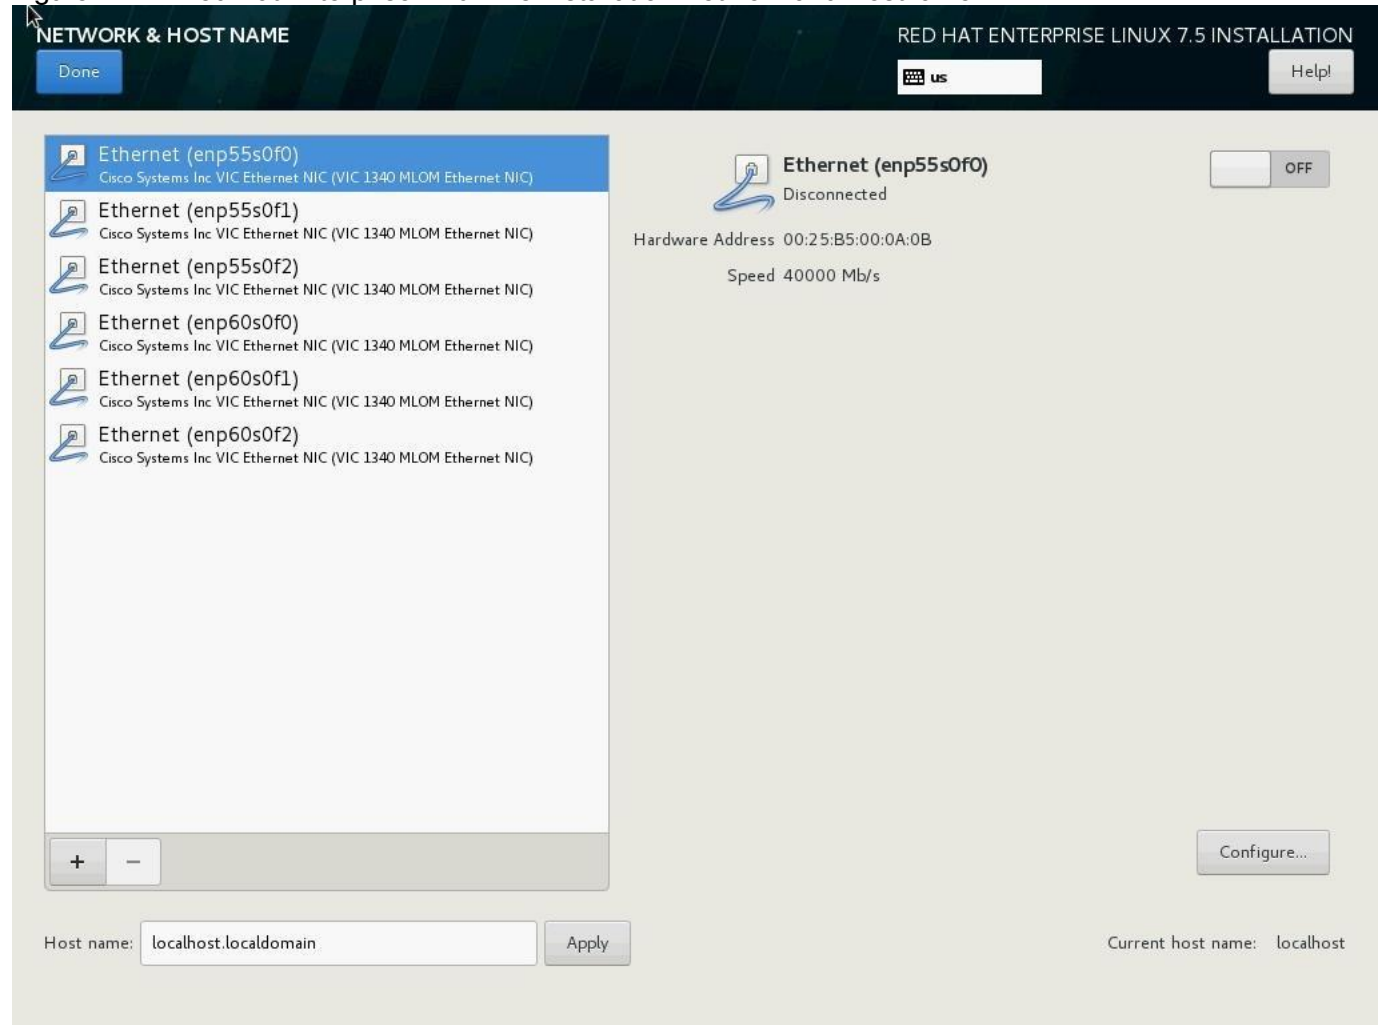 NETWORK & HOST NAME
RED HAT ENTERPRISE LINUX 7.5 INSTALLATION
Done
us
Help!
Ethernet (enp55s0f0)
Cisco Systems Inc VIC Ethernet NIC (VIC 1340 MLOM Ethernet NIC)
Ethernet (enp55s0f1)
Cisco Systems Inc VIC Ethernet NIC (VIC 1340 MLOM Ethernet NIC)
Ethernet (enp55s0f2)
Cisco Systems Inc VIC Ethernet NIC (VIC 1340 MLOM Ethernet NIC)
Ethernet (enp60s0f0)
Cisco Systems Inc VIC Ethernet NIC (VIC 1340 MLOM Ethernet NIC)
Ethernet (enp60s0f1)
Cisco Systems Inc VIC Ethernet NIC (VIC 1340 MLOM Ethernet NIC)
Ethernet (enp60s0f2)
Cisco Systems Inc VIC Ethernet NIC (VIC 1340 MLOM Ethernet NIC)
Ethernet (enp55s0f0)
Disconnected
OFF
Hardware Address 00:25:B5:00:0A:0B
Speed 40000 Mb/s
+ −
Configure...
Host name: localhost.localdomain Apply
Current host name: localhost